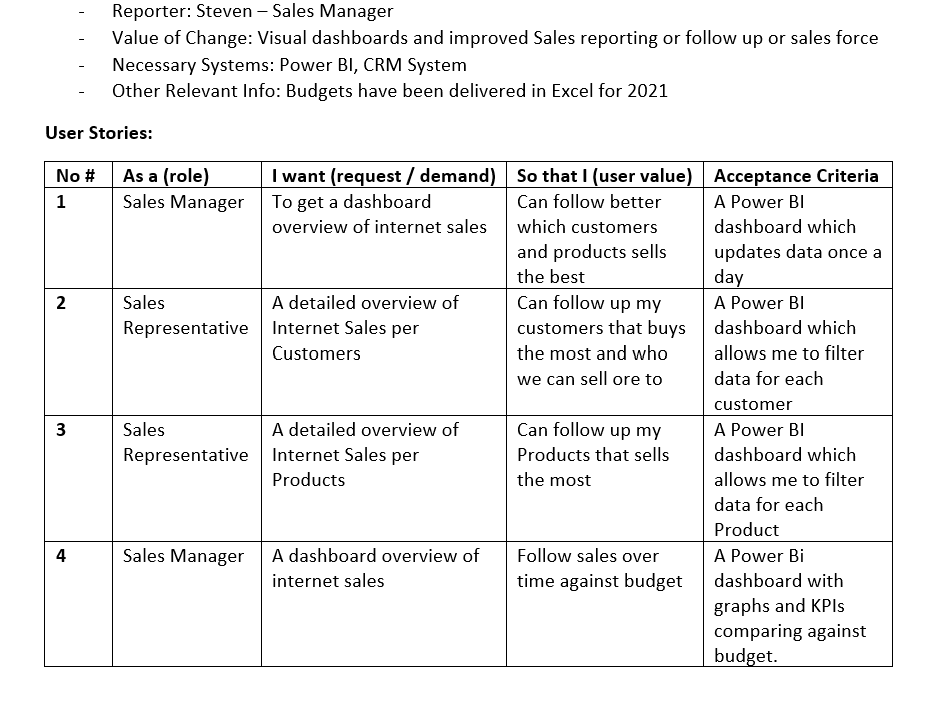 - Reporter: Steven – Sales Manager
- Value of Change: Visual dashboards and improved Sales reporting or follow up or sales force
- Necessary Systems: Power BI, CRM System
- Other Relevant Info: Budgets have been delivered in Excel for 2021
User Stories:
No # As a (role) I want (request / demand) So that I (user value) Acceptance Criteria
1 Sales Manager To get a dashboard Can follow better A Power BI
overview of internet sales which customers dashboard which
and products sells updates data once a
the best day
2 Sales A detailed overview of Can follow up my A Power BI
Representative Internet Sales per customers that buys dashboard which
Customers the most and who allows me to filter
we can sell ore to data for each
customer
3 Sales A detailed overview of Can follow up my A Power BI
Representative Internet Sales per Products that sells dashboard which
Products the most allows me to filter
data for each
Product
4 Sales Manager A dashboard overview of Follow sales over A Power Bi
internet sales time against budget dashboard with
graphs and KPIs
comparing against
budget.